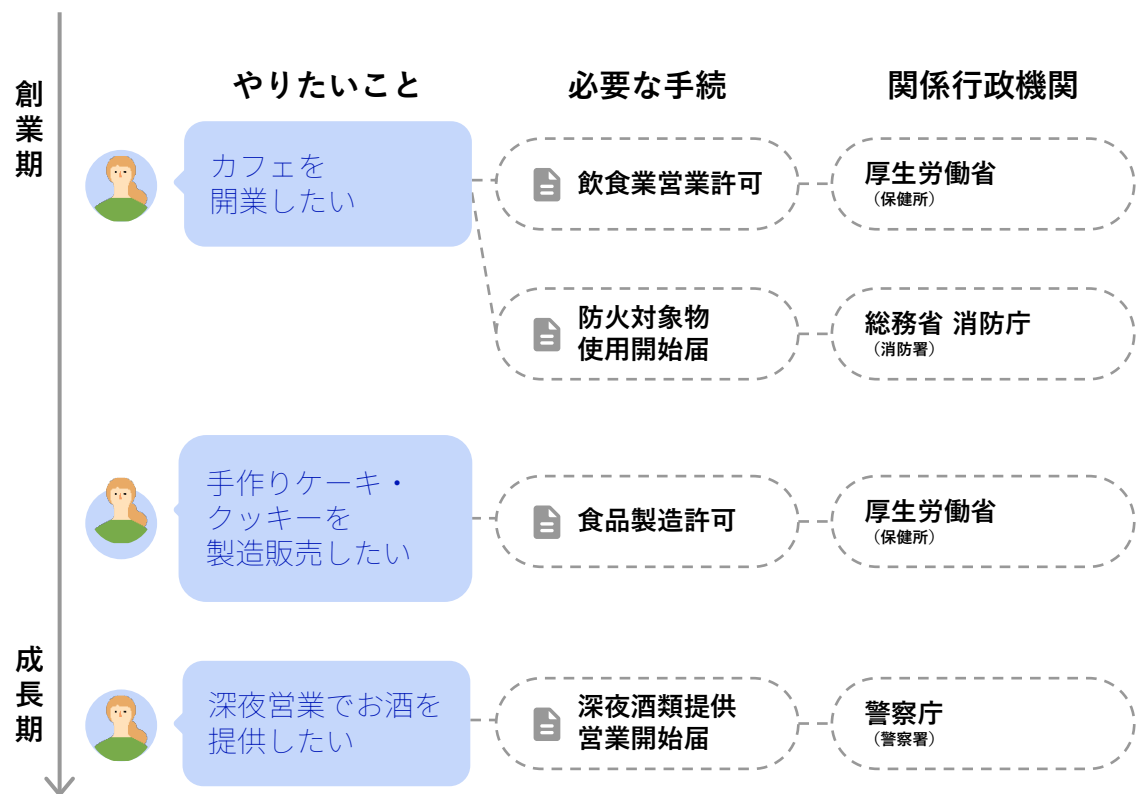 やりたいこと
必要な手続
関係行政機関
創業期
カフェを
開業したい
飲食業営業許可
厚生労働省
（保健所）
防火対象物
使用開始届
総務省 消防庁
（消防署）
手作りケーキ・
クッキーを
製造販売したい
食品製造許可
厚生労働省
（保健所）
成長期
深夜営業でお酒を
提供したい
深夜酒類提供
営業開始届
警察庁
（警察署）